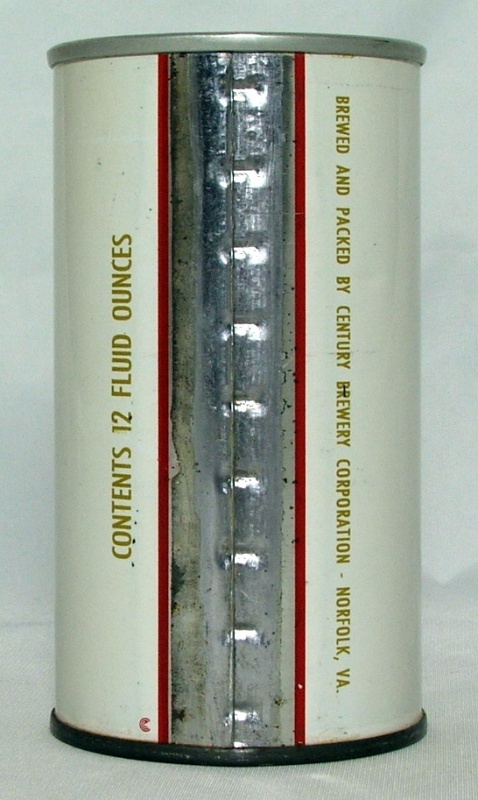 CONTENTS 12 FLUID OUNCES
BREWED AND PACKED BY CENTURY BREWERY CORPORATION - NORFOLK, VA.
C